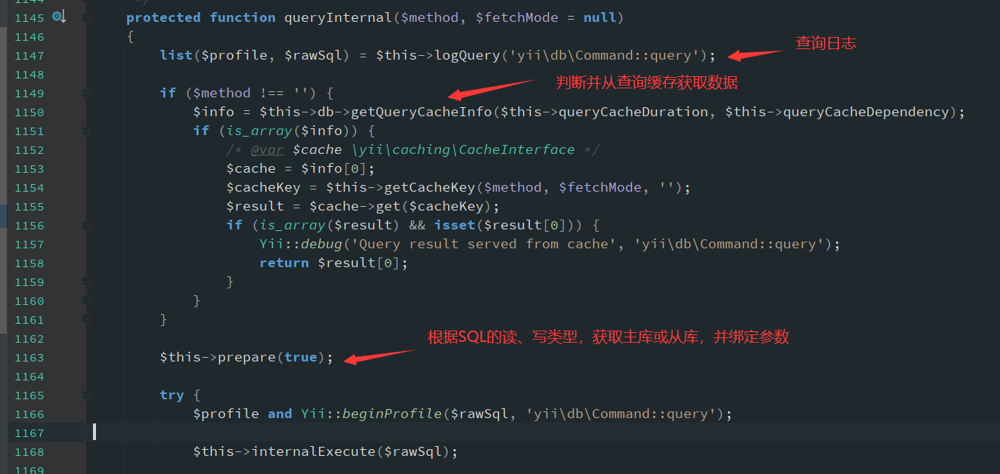 1144 */
1145 protected function queryInternal($method, $fetchMode = null)
1146 {
1147 list($profile, $rawSql) = $this->logQuery('yii\db\Command::query'); 查询日志
1148
判断并从查询缓存获取数据
1149 if ($method !== '') {
1150 $info = $this->db->getQueryCacheInfo($this->queryCacheDuration, $this->queryCacheDependency);
1151 if (is_array($info)) {
1152 /* @var $cache \yii\caching\CacheInterface */
1153 $cache = $info[0];
1154 $cacheKey = $this->getCacheKey($method, $fetchMode, '');
1155 $result = $cache->get($cacheKey);
1156 if (is_array($result) && isset($result[0])) {
1157 Yii::debug('Query result served from cache', 'yii\db\Command::query');
1158 return $result[0];
1159 }
1160 }
1161 }
1162 根据SQL的读、写类型，获取主库或从库，并绑定参数
1163 $this->prepare(true);
1164
1165 try {
1166 $profile and Yii::beginProfile($rawSql, 'yii\db\Command::query');
1167
1168 $this->internalExecute($rawSql);
1169